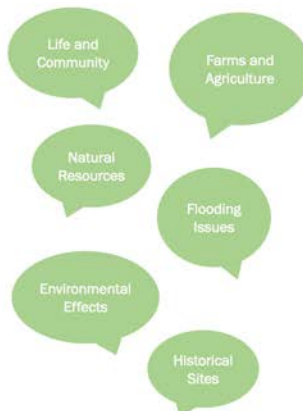 Life and
Community
Farms and
Agriculture
Natural
Resources
Flooding
Issues
Environmental
Effects
Historical
Sites